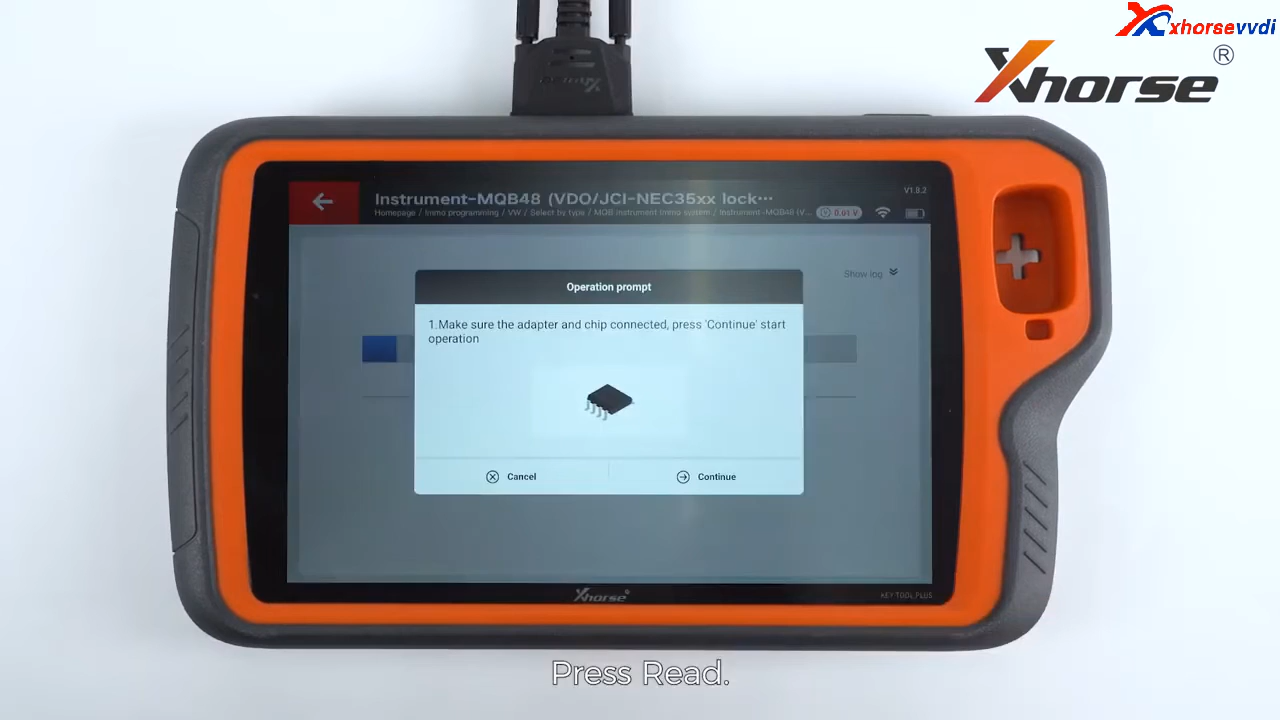 xhorsevvdi
Xhorse®
Instrument-MQB48 (VDO/JCI-NEC35xx lock···
V1.8.2
Homepage / Immo programming / VW / Select by type / MQB instrument immo system / Instrument-MQB48 (V...
0.01 V
Show log
Operation prompt
1.Make sure the adapter and chip connected, press 'Continue' start
operation
Cancel
Continue
Xhorse®
KEY TOOL PLUS
Press Read.